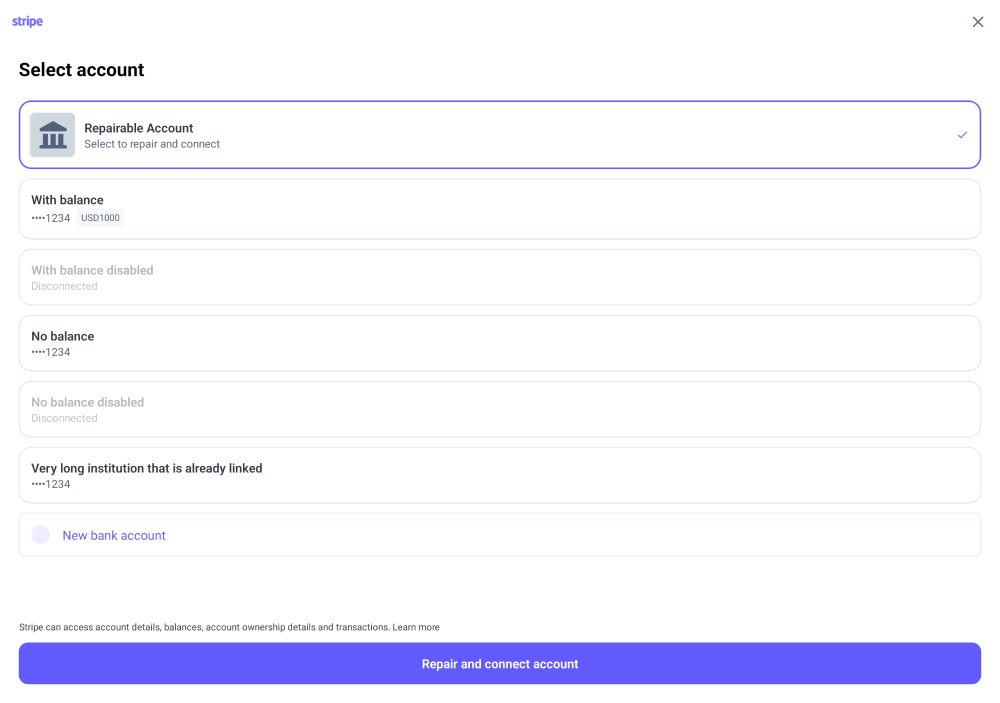 stripe
Select account
Repairable Account
Select to repair and connect
With balance
••••1234 USD1000
With balance disabled
Disconnected
No balance
••••1234
No balance disabled
Disconnected
Very long institution that is already linked
••••1234
New bank account
Stripe can access account details, balances, account ownership details and transactions. Learn more
Repair and connect account